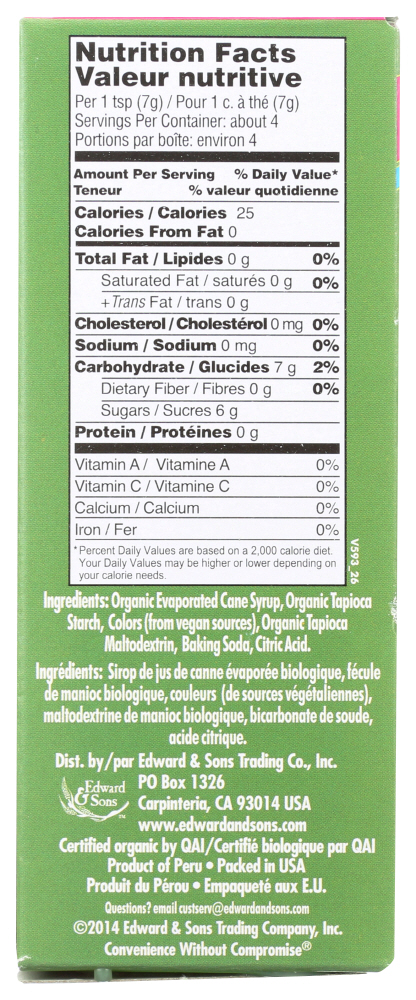 Nutrition Facts
Valeur nutritive
Per 1 tsp (7g) / Pour 1 c. à thé (7g)
Servings Per Container: about 4
Portions par boîte: environ 4
Amount Per Serving % Daily Value*
Teneur % valeur quotidienne
Calories / Calories 25
Calories From Fat 0
Total Fat / Lipides 0 g 0%
Saturated Fat / saturés 0 g 0%
+Trans Fat / trans 0 g
Cholesterol / Cholestérol 0 mg 0%
Sodium / Sodium 0 mg 0%
Carbohydrate / Glucides 7 g 2%
Dietary Fiber / Fibres 0 g 0%
Sugars / Sucres 6 g
Protein / Protéines 0 g
Vitamin A / Vitamine A 0%
Vitamin C / Vitamine C 0%
Calcium / Calcium 0%
Iron / Fer 0%
*Percent Daily Values are based on a 2,000 calorie diet.
Your Daily Values may be higher or lower depending on
your calorie needs.
V593_26
Ingredients: Organic Evaporated Cane Syrup, Organic Tapioca
Starch, Colors (from vegan sources), Organic Tapioca
Maltodextrin, Baking Soda, Citric Acid.
Ingrédients: Sirop de jus de canne évaporée biologique, fécule
de manioc biologique, couleurs (de sources végétaliennes),
maltodextrine de manioc biologique, bicarbonate de soude,
acide citrique.
Dist. by/par Edward & Sons Trading Co., Inc.
Edward
& Sons™
PO Box 1326
Carpinteria, CA 93014 USA
www.edwardandsons.com
Certified organic by QAI/Certifié biologique par QAI
Product of Peru • Packed in USA
Produit du Pérou • Empaqueté aux E.U.
Questions? email custserv@edwardandsons.com
©2014 Edward & Sons Trading Company, Inc.
Convenience Without Compromise®